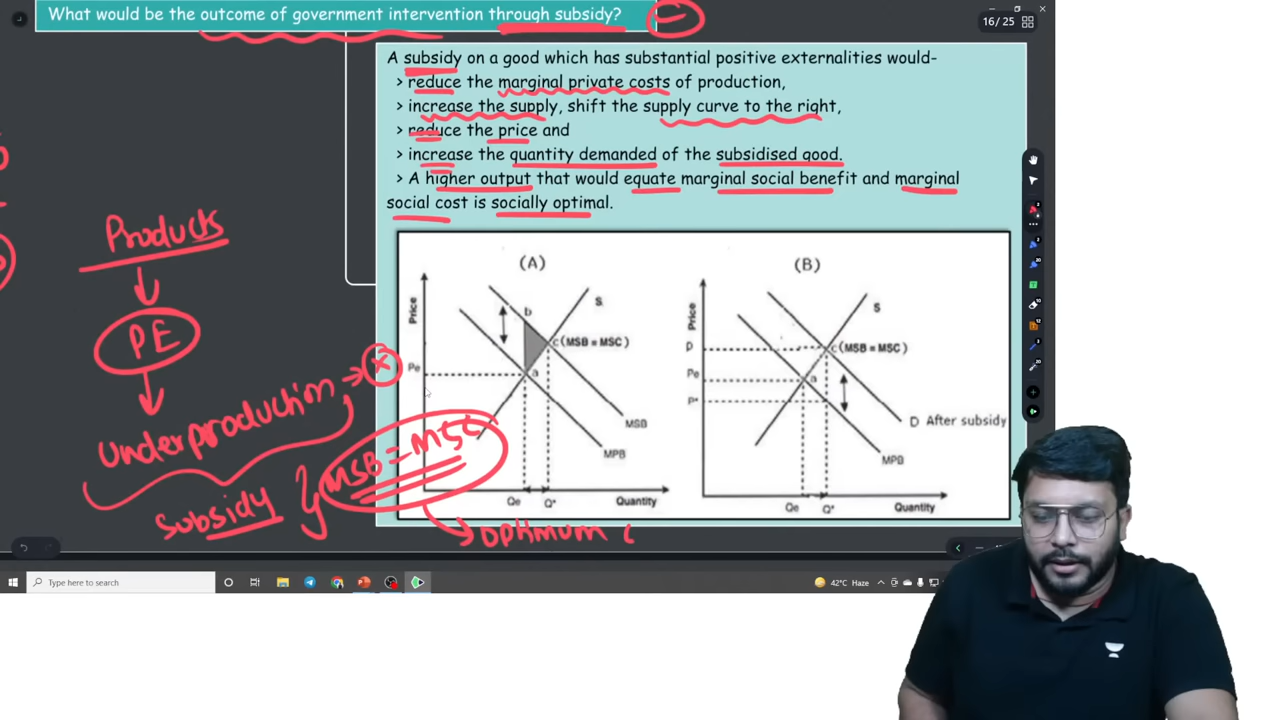 What would be the outcome of government intervention through subsidy?
16 / 25
A subsidy on a good which has substantial positive externalities would-
> reduce the marginal private costs of production,
> increase the supply, shift the supply curve to the right,
> reduce the price and
> increase the quantity demanded of the subsidised good.
> A higher output that would equate marginal social benefit and marginal
social cost is socially optimal.
Products
PE
Underproduction
Subsidy
MSB = MSC
optimum
(A)
Price
S
b
c(MSB = MSC)
Pe
a
MSB
MPB
Qe
Q*
Quantity
(B)
Price
S
P
c(MSB = MSC)
Pe
a
P*
D After subsidy
MPB
Qe
Q*
Quantity
Type here to search
42°C Haze